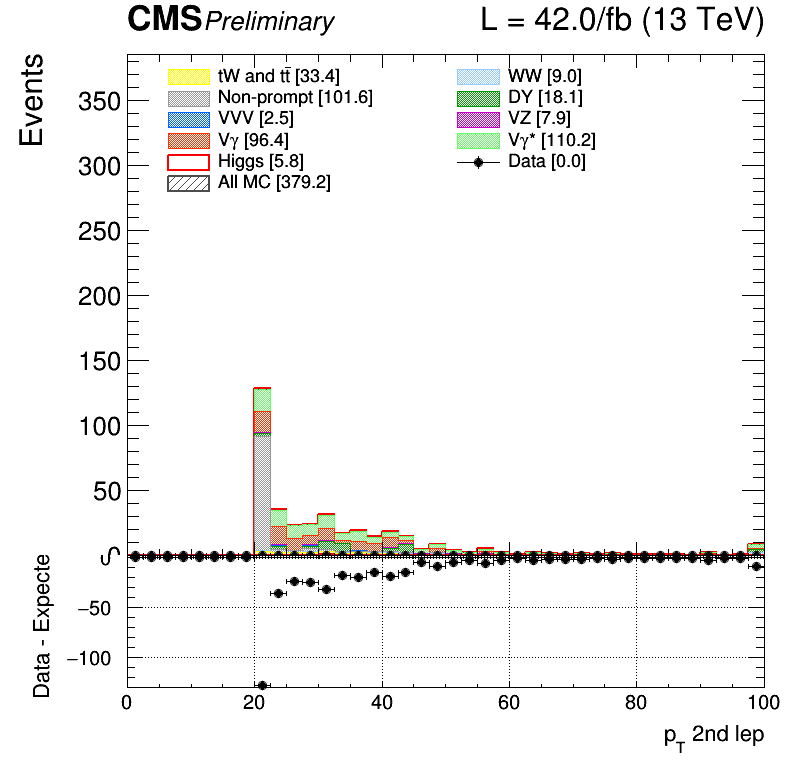 CMS Preliminary L = 42.0/fb (13 TeV)
Events
tW and tt̄ [33.4]
Non-prompt [101.6]
VVV [2.5]
Vγ [96.4]
Higgs [5.8]
All MC [379.2]
WW [9.0]
DY [18.1]
VZ [7.9]
Vγ* [110.2]
Data [0.0]
350
300
250
200
150
100
50
0
Data - Expecte
−50
−100
0 20 40 60 80 100
p_T 2nd lep